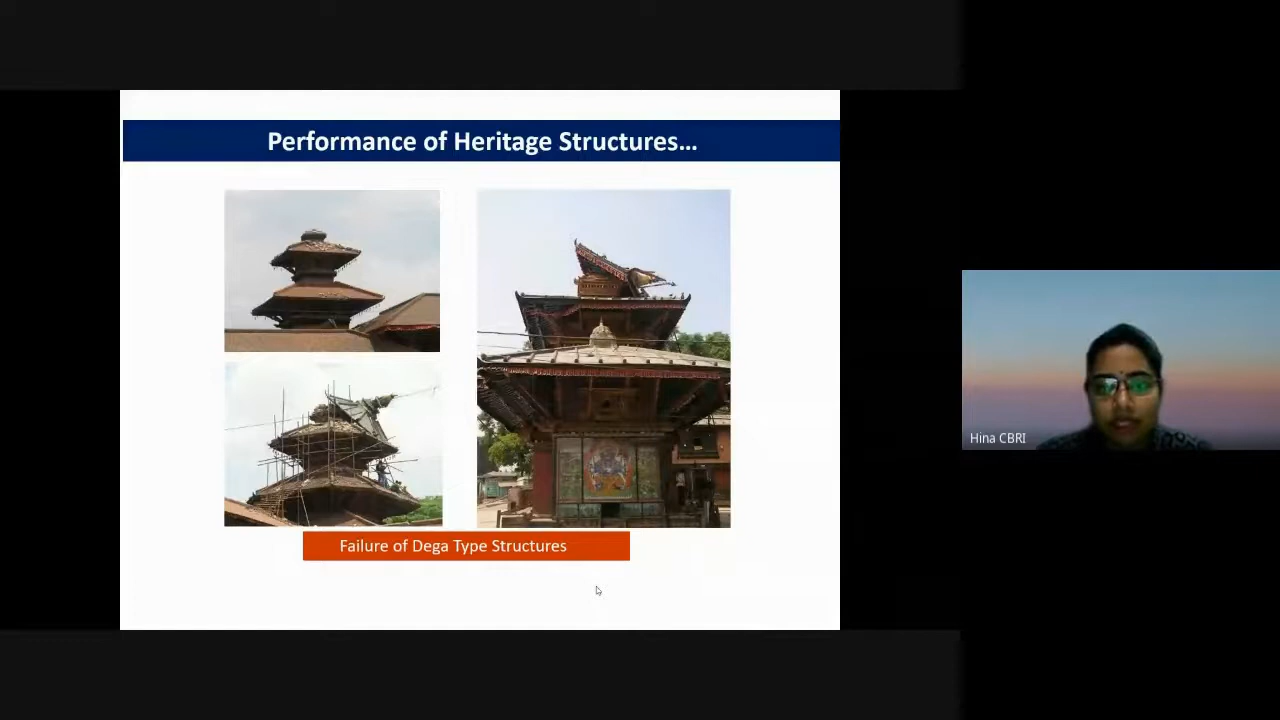 Performance of Heritage Structures...
Failure of Dega Type Structures
Hina CBRI